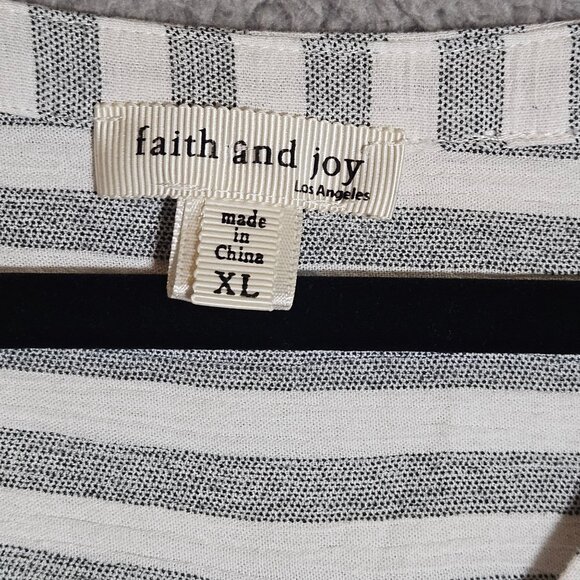 faith and joy
Los Angeles
made
in
China
XL